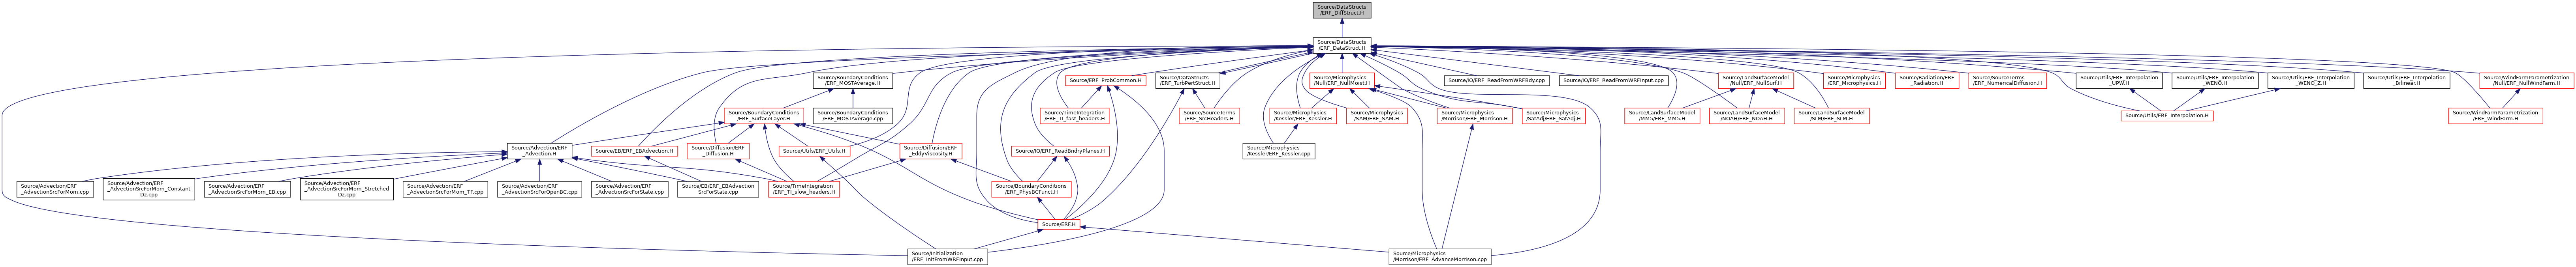 Source/DataStructs
/ERF_DiffStruct.H
Source/DataStructs
/ERF_DataStruct.H
Source/BoundaryConditions
/ERF_MOSTAverage.H
Source/ERF_ProbCommon.H
Source/DataStructs
/ERF_TurbPertStruct.H
Source/Microphysics
/Null/ERF_NullMoist.H
Source/IO/ERF_ReadFromWRFBdy.cpp
Source/IO/ERF_ReadFromWRFInput.cpp
Source/LandSurfaceModel
/Null/ERF_NullSurf.H
Source/Microphysics
/ERF_Microphysics.H
Source/Radiation/ERF
_Radiation.H
Source/SourceTerms
/ERF_NumericalDiffusion.H
Source/Utils/ERF_Interpolation
_UPW.H
Source/Utils/ERF_Interpolation
_WENO.H
Source/Utils/ERF_Interpolation
_WENO_Z.H
Source/Utils/ERF_Interpolation
_Bilinear.H
Source/WindFarmParametrization
/Null/ERF_NullWindFarm.H
Source/BoundaryConditions
/ERF_SurfaceLayer.H
Source/BoundaryConditions
/ERF_MOSTAverage.cpp
Source/TimeIntegration
/ERF_TI_fast_headers.H
Source/SourceTerms
/ERF_SrcHeaders.H
Source/Microphysics
/Kessler/ERF_Kessler.H
Source/Microphysics
/SAM/ERF_SAM.H
Source/Microphysics
/Morrison/ERF_Morrison.H
Source/Microphysics
/SatAdj/ERF_SatAdj.H
Source/LandSurfaceModel
/MM5/ERF_MM5.H
Source/LandSurfaceModel
/NOAH/ERF_NOAH.H
Source/LandSurfaceModel
/SLM/ERF_SLM.H
Source/Utils/ERF_Interpolation.H
Source/WindFarmParametrization
/ERF_WindFarm.H
Source/Advection/ERF
_Advection.H
Source/EB/ERF_EBAdvection.H
Source/Diffusion/ERF
_Diffusion.H
Source/Utils/ERF_Utils.H
Source/Diffusion/ERF
_EddyViscosity.H
Source/IO/ERF_ReadBndryPlanes.H
Source/Microphysics
/Kessler/ERF_Kessler.cpp
Source/Advection/ERF
_AdvectionSrcForMom.cpp
Source/Advection/ERF
_AdvectionSrcForMom_Constant
Dz.cpp
Source/Advection/ERF
_AdvectionSrcForMom_EB.cpp
Source/Advection/ERF
_AdvectionSrcForMom_Stretched
Dz.cpp
Source/Advection/ERF
_AdvectionSrcForMom_TF.cpp
Source/Advection/ERF
_AdvectionSrcForOpenBC.cpp
Source/Advection/ERF
_AdvectionSrcForState.cpp
Source/EB/ERF_EBAdvection
SrcForState.cpp
Source/TimeIntegration
/ERF_TI_slow_headers.H
Source/BoundaryConditions
/ERF_PhysBCFunct.H
Source/ERF.H
Source/Initialization
/ERF_InitFromWRFInput.cpp
Source/Microphysics
/Morrison/ERF_AdvanceMorrison.cpp